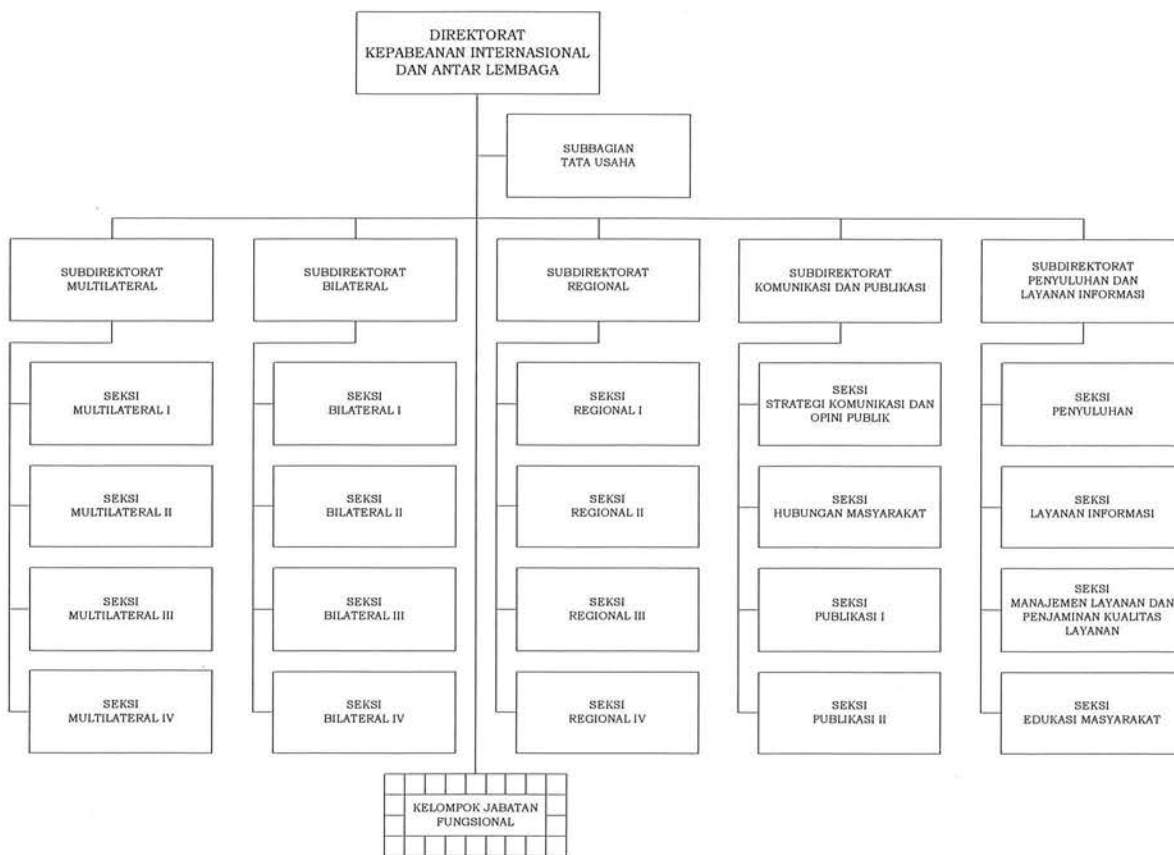 DIREKTORAT
KEPABEANAN INTERNASIONAL
DAN ANTAR LEMBAGA
SUBBAGIAN
TATA USAHA
SUBDIREKTORAT
MULTILATERAL
SUBDIREKTORAT
BILATERAL
SUBDIREKTORAT
REGIONAL
SUBDIREKTORAT
KOMUNIKASI DAN PUBLIKASI
SUBDIREKTORAT
PENYULUHAN DAN
LAYANAN INFORMASI
SEKSI
MULTILATERAL I
SEKSI
BILATERAL I
SEKSI
REGIONAL I
SEKSI
STRATEGI KOMUNIKASI DAN
OPINI PUBLIK
SEKSI
PENYULUHAN
SEKSI
MULTILATERAL II
SEKSI
BILATERAL II
SEKSI
REGIONAL II
SEKSI
HUBUNGAN MASYARAKAT
SEKSI
LAYANAN INFORMASI
SEKSI
MULTILATERAL III
SEKSI
BILATERAL III
SEKSI
REGIONAL III
SEKSI
PUBLIKASI I
SEKSI
MANAJEMEN LAYANAN DAN
PENJAMINAN KUALITAS
LAYANAN
SEKSI
MULTILATERAL IV
SEKSI
BILATERAL IV
SEKSI
REGIONAL IV
SEKSI
PUBLIKASI II
SEKSI
EDUKASI MASYARAKAT
KELOMPOK JABATAN
FUNGSIONAL